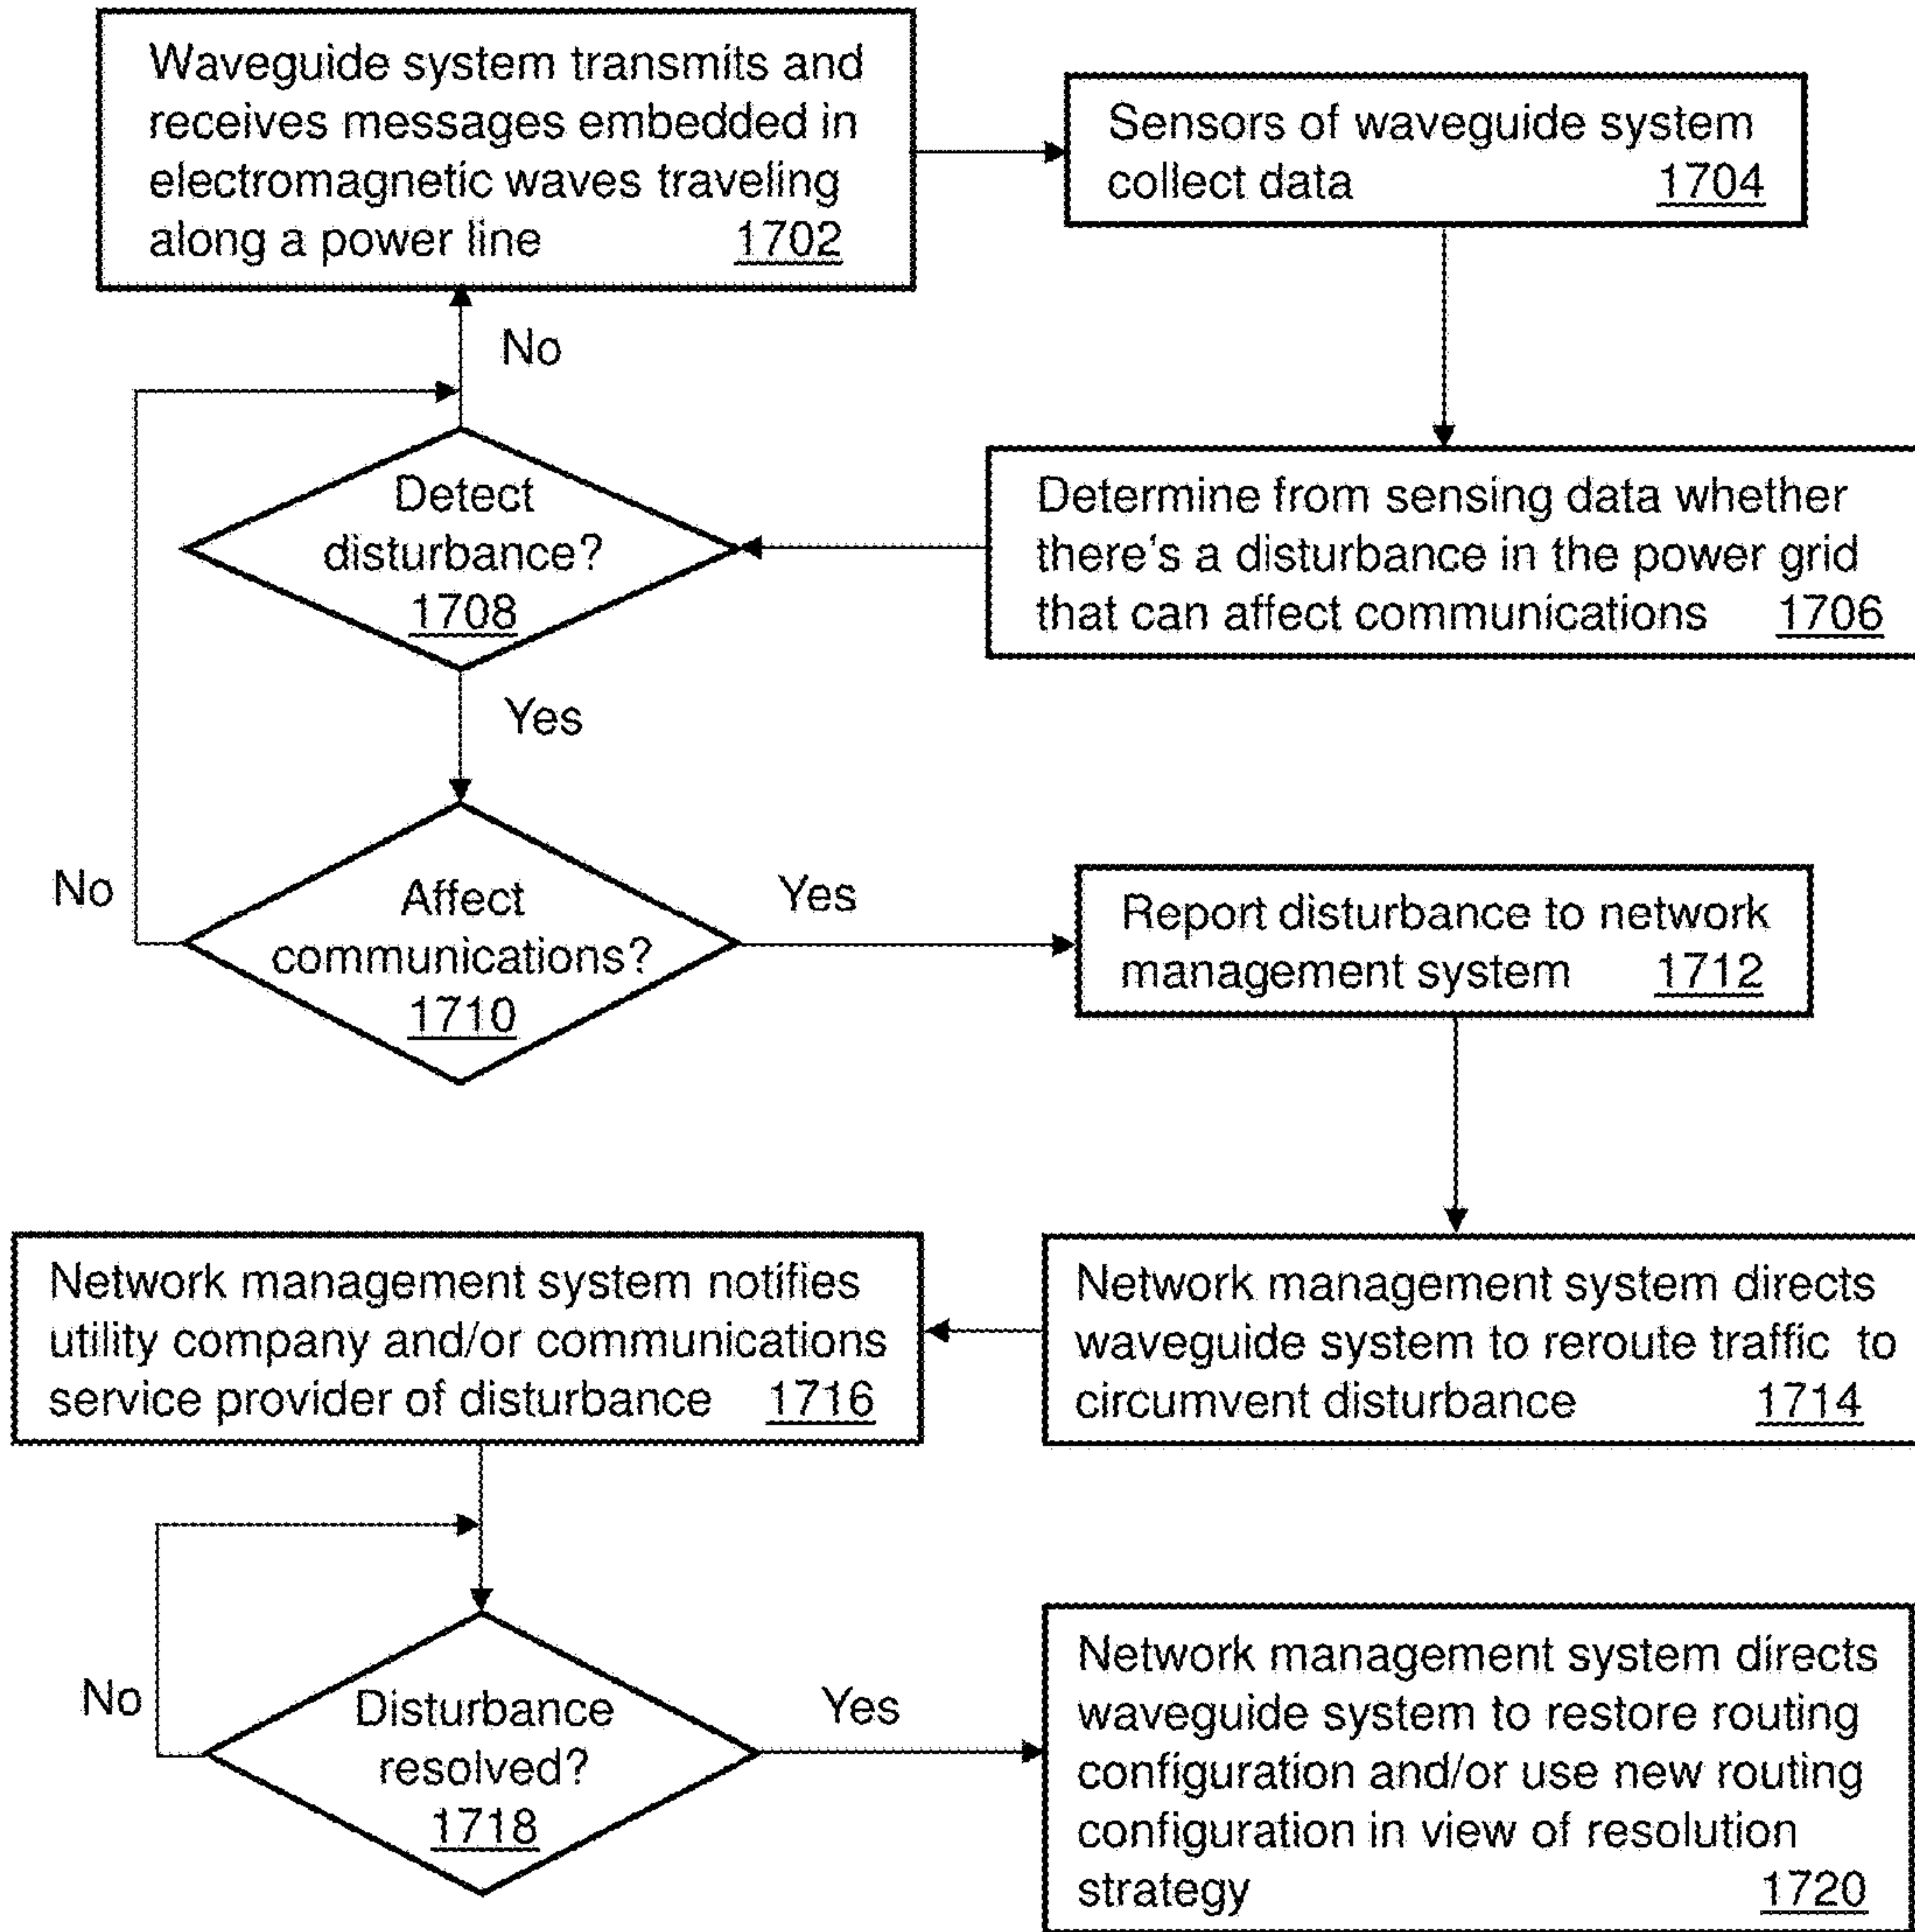 Waveguide system transmits and
receives messages embedded in
electromagnetic waves traveling
along a power line 1702
Sensors of waveguide system
collect data 1704
No
Detect
disturbance?
1708
Determine from sensing data whether
there's a disturbance in the power grid
that can affect communications 1706
Yes
No
Affect
communications?
1710
Yes
Report disturbance to network
management system 1712
Network management system notifies
utility company and/or communications
service provider of disturbance 1716
Network management system directs
waveguide system to reroute traffic to
circumvent disturbance 1714
No
Disturbance
resolved?
1718
Yes
Network management system directs
waveguide system to restore routing
configuration and/or use new routing
configuration in view of resolution
strategy 1720